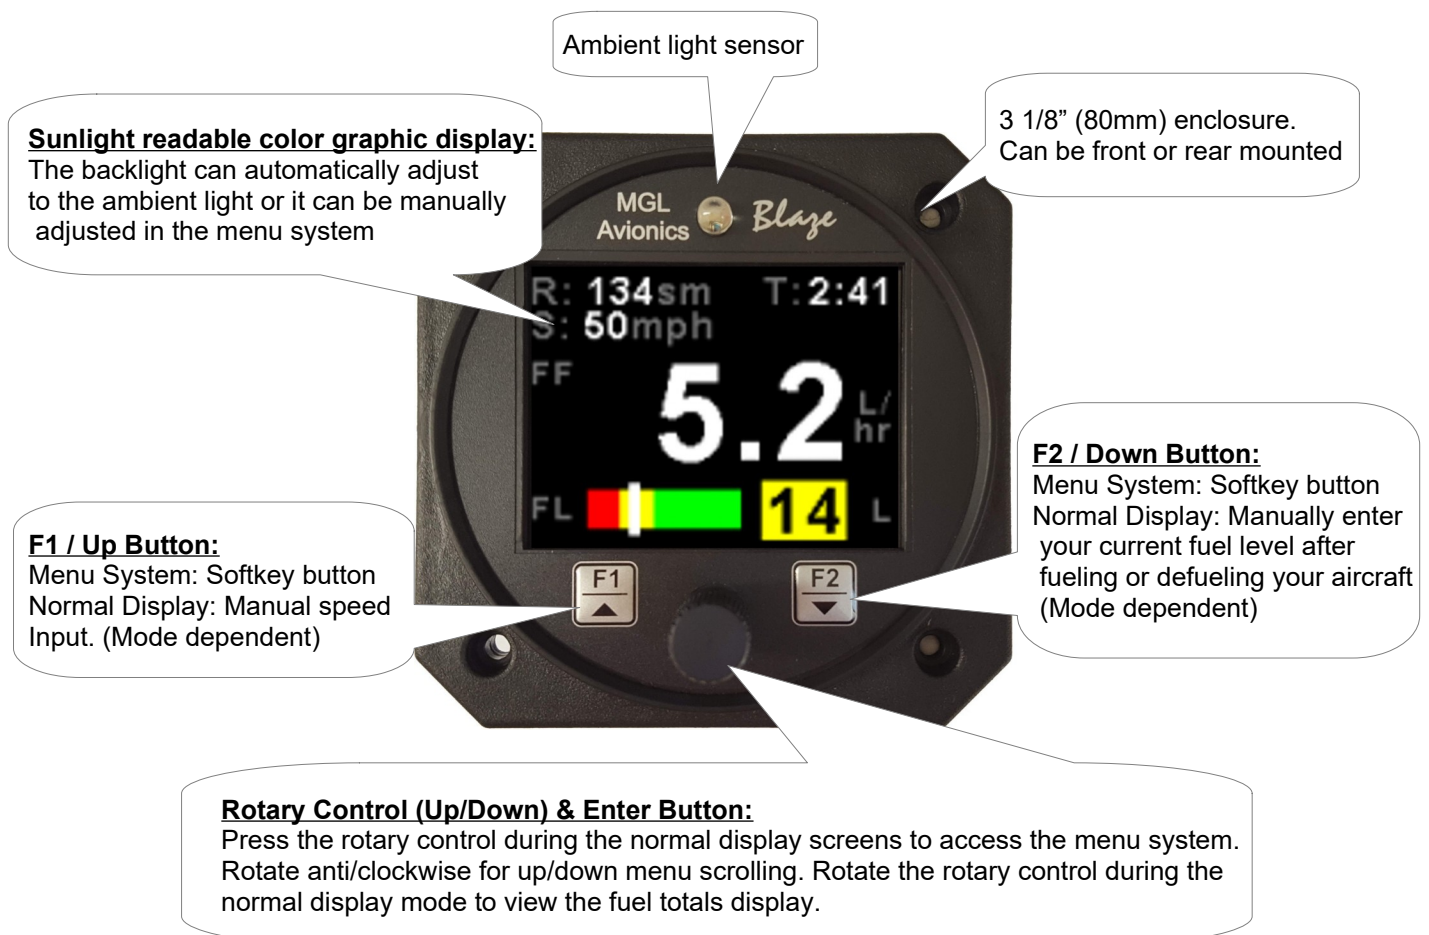 Ambient light sensor
3 1/8” (80mm) enclosure.
Can be front or rear mounted
Sunlight readable color graphic display:
The backlight can automatically adjust
to the ambient light or it can be manually
adjusted in the menu system
MGL
Avionics
Blaze
R: 134sm T:2:41
S: 50mph
FF 5.2 L/
hr
FL 14 L
F1
F2
F1 / Up Button:
Menu System: Softkey button
Normal Display: Manual speed
Input. (Mode dependent)
F2 / Down Button:
Menu System: Softkey button
Normal Display: Manually enter
your current fuel level after
fueling or defueling your aircraft
(Mode dependent)
Rotary Control (Up/Down) & Enter Button:
Press the rotary control during the normal display screens to access the menu system.
Rotate anti/clockwise for up/down menu scrolling. Rotate the rotary control during the
normal display mode to view the fuel totals display.